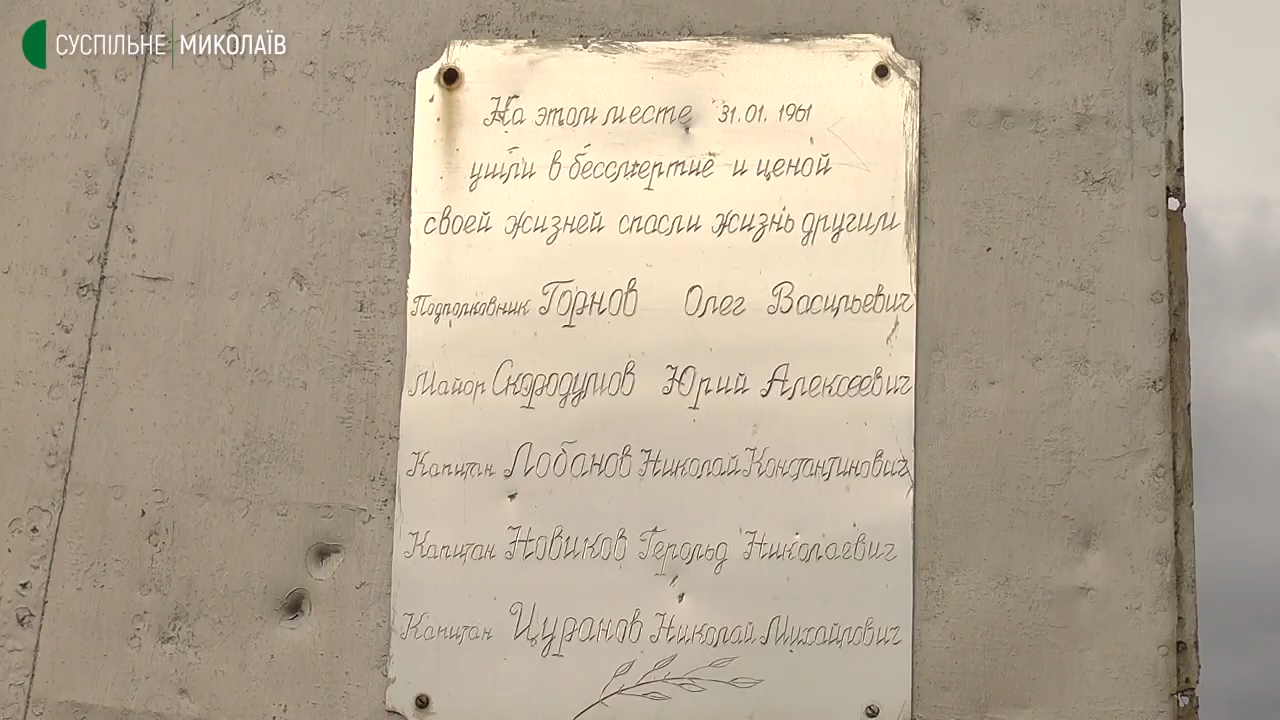 СУСПІЛЬНЕ МИКОЛАЇВ
На этом месте 31.01.1961
ушли в бессмертие и ценой
своей жизней спасли жизнь другим
Подполковник Горнов Олег Васильевич
Майор Скородумов Юрий Алексеевич
Капитан Лобанов Николай Константинович
Капитан Новиков Герольд Николаевич
Капитан Цуранов Николай Михайлович